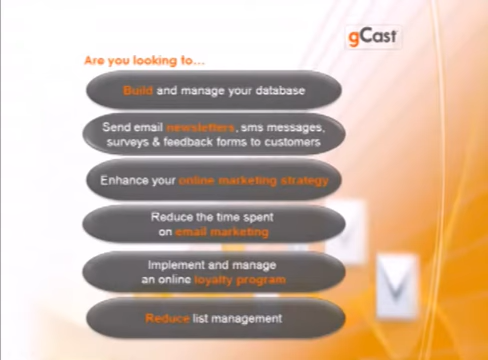 gCast
Are you looking to...
Build and manage your database
Send email newsletters, sms messages,
surveys & feedback forms to customers
Enhance your online marketing strategy
Reduce the time spent
on email marketing
Implement and manage
an online loyalty program
Reduce list management